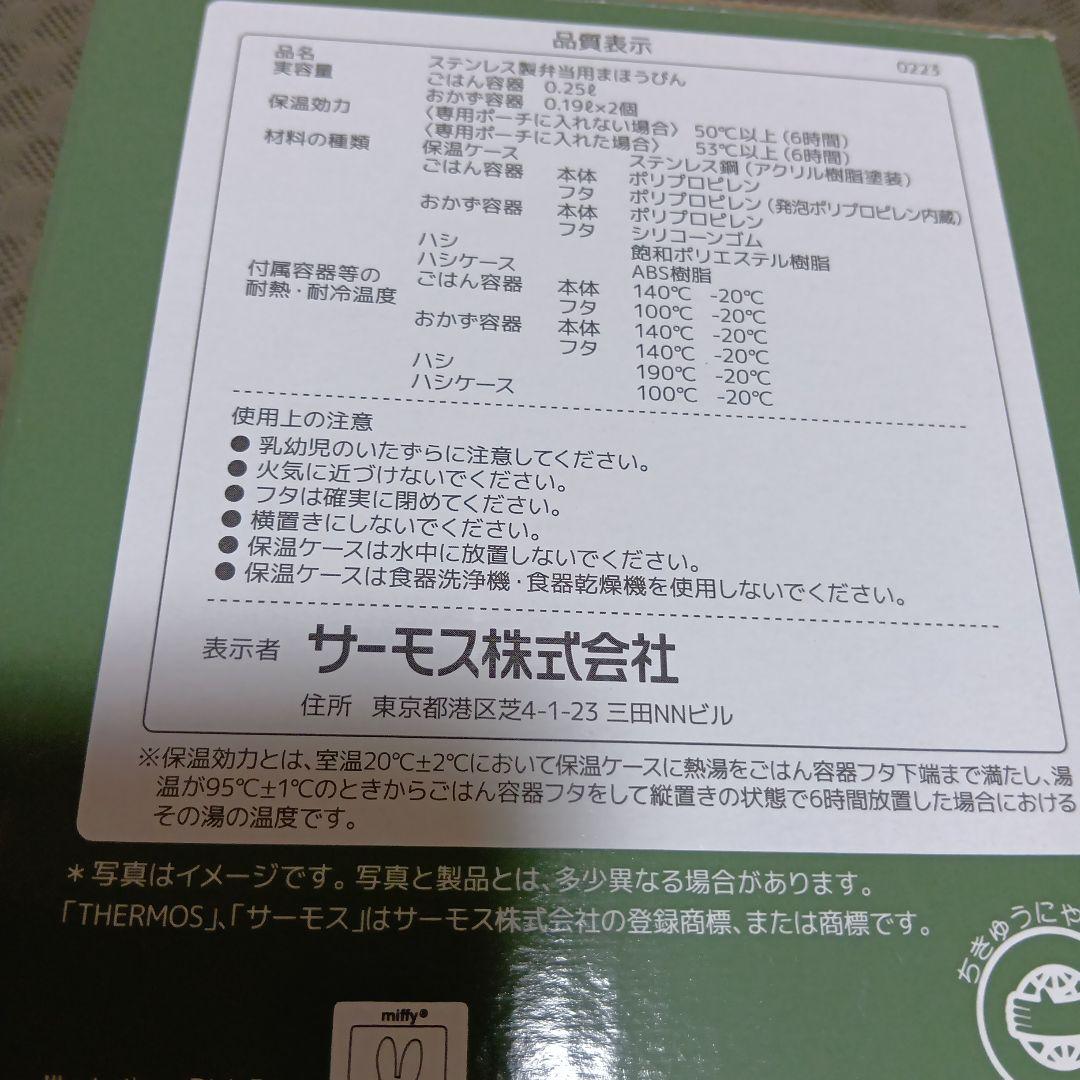 品質表示
0223
品名 ステンレス製弁当用まほうびん
実容量 ごはん容器 0.25ℓ
おかず容器 0.19ℓ×2個
保温効力 〈専用ポーチに入れない場合〉 50℃以上(6時間)
〈専用ポーチに入れた場合〉 53℃以上(6時間)
材料の種類 保温ケース ステンレス鋼(アクリル樹脂塗装)
ごはん容器 本体 ポリプロピレン
フタ ポリプロピレン(発泡ポリプロピレン内蔵)
おかず容器 本体 ポリプロピレン
フタ シリコーンゴム
ハシ 飽和ポリエステル樹脂
ハシケース ABS樹脂
付属容器等の
耐熱・耐冷温度
ごはん容器 本体 140℃ -20℃
フタ 100℃ -20℃
おかず容器 本体 140℃ -20℃
フタ 140℃ -20℃
ハシ 190℃ -20℃
ハシケース 100℃ -20℃
使用上の注意
● 乳幼児のいたずらに注意してください。
● 火気に近づけないでください。
● フタは確実に閉めてください。
● 横置きにしないでください。
● 保温ケースは水中に放置しないでください。
● 保温ケースは食器洗浄機・食器乾燥機を使用しないでください。
表示者 サーモス株式会社
住所 東京都港区芝4-1-23 三田NNビル
※保温効力とは、室温20℃±2℃において保温ケースに熱湯をごはん容器フタ下端まで満たし、湯
温が95℃±1℃のときからごはん容器フタをして縦置きの状態で6時間放置した場合における
その湯の温度です。
*写真はイメージです。写真と製品とは、多少異なる場合があります。
「THERMOS」、「サーモス」はサーモス株式会社の登録商標、または商標です。
ちきゅうにや
miffy®